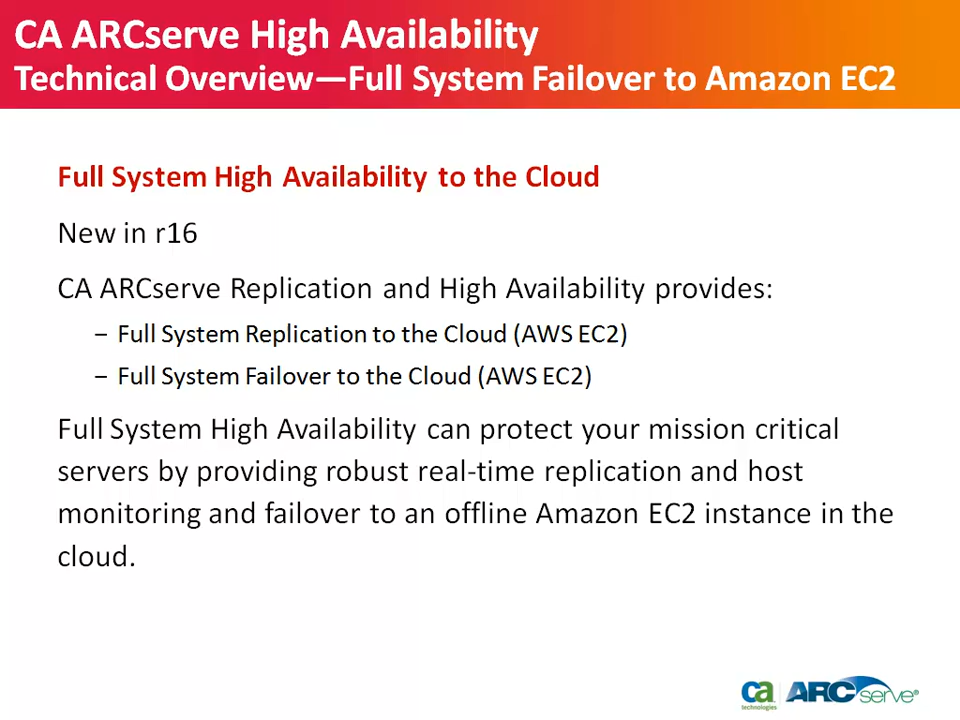 CA ARCserve High Availability
Technical Overview—Full System Failover to Amazon EC2
Full System High Availability to the Cloud
New in r16
CA ARCserve Replication and High Availability provides:
– Full System Replication to the Cloud (AWS EC2)
– Full System Failover to the Cloud (AWS EC2)
Full System High Availability can protect your mission critical
servers by providing robust real-time replication and host
monitoring and failover to an offline Amazon EC2 instance in the
cloud.
ca technologies ARCserve®